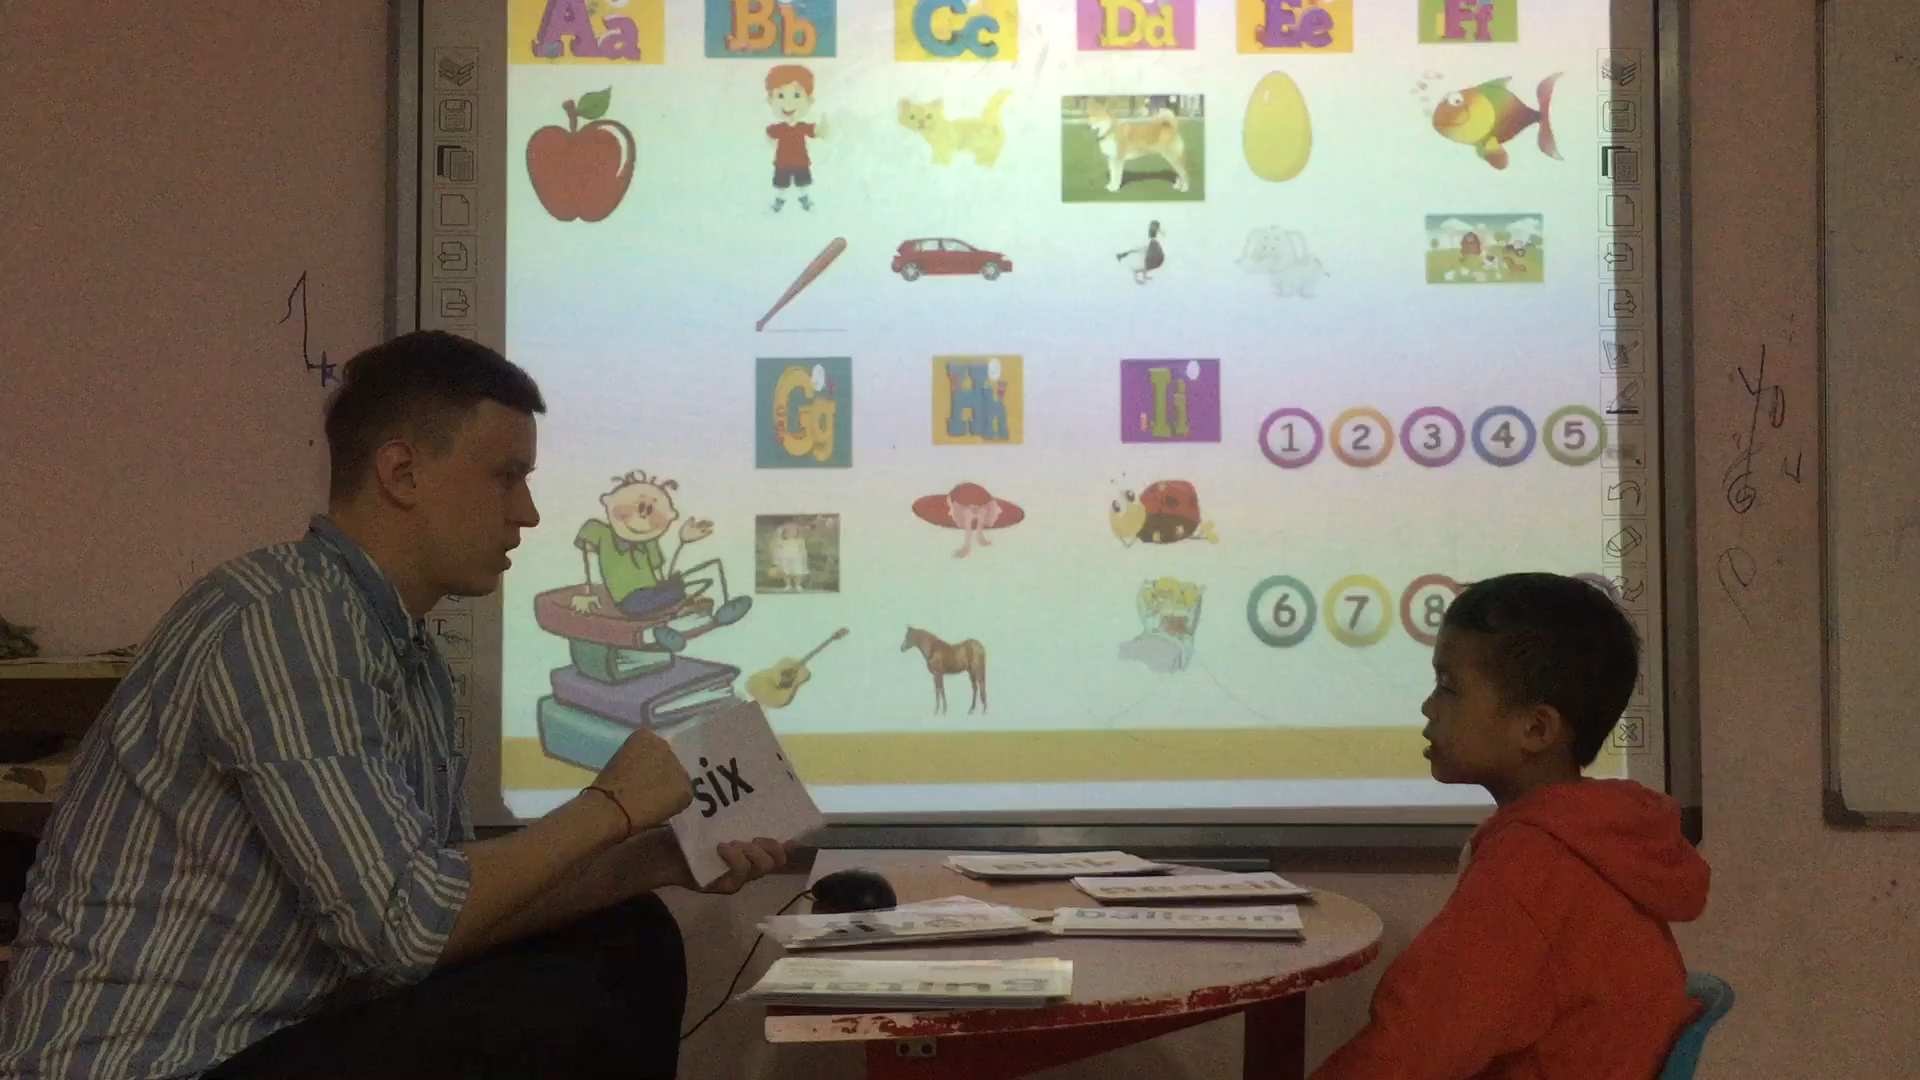 Aa Bb Cc Dd Ee Ff
Gg Hh Ii
1 2 3 4 5
6 7 8
six
pencil
balloon